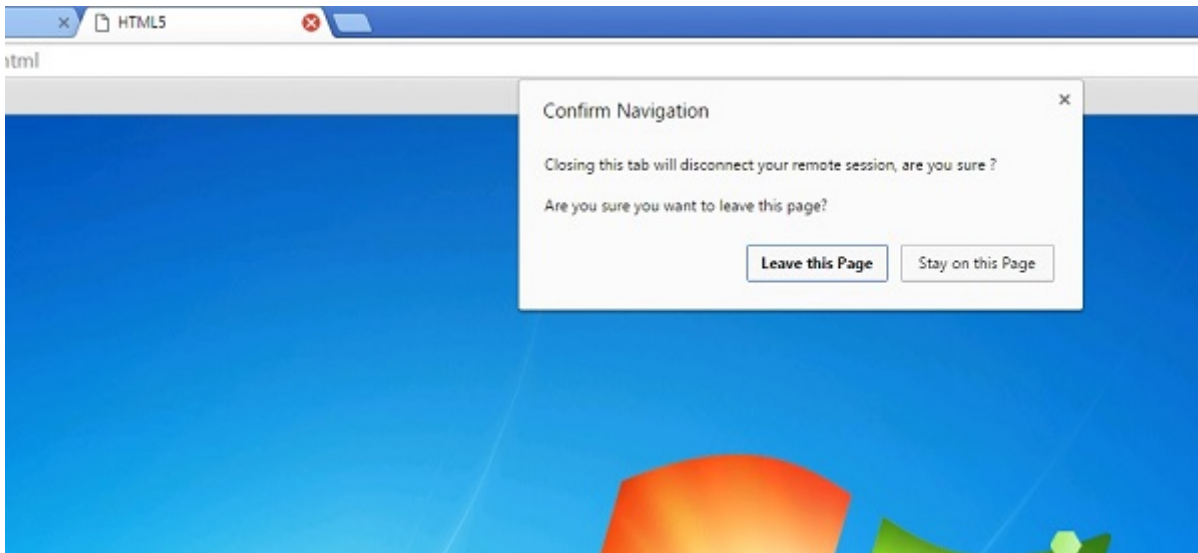 HTML5
html
Confirm Navigation
Closing this tab will disconnect your remote session, are you sure ?
Are you sure you want to leave this page?
Leave this Page
Stay on this Page